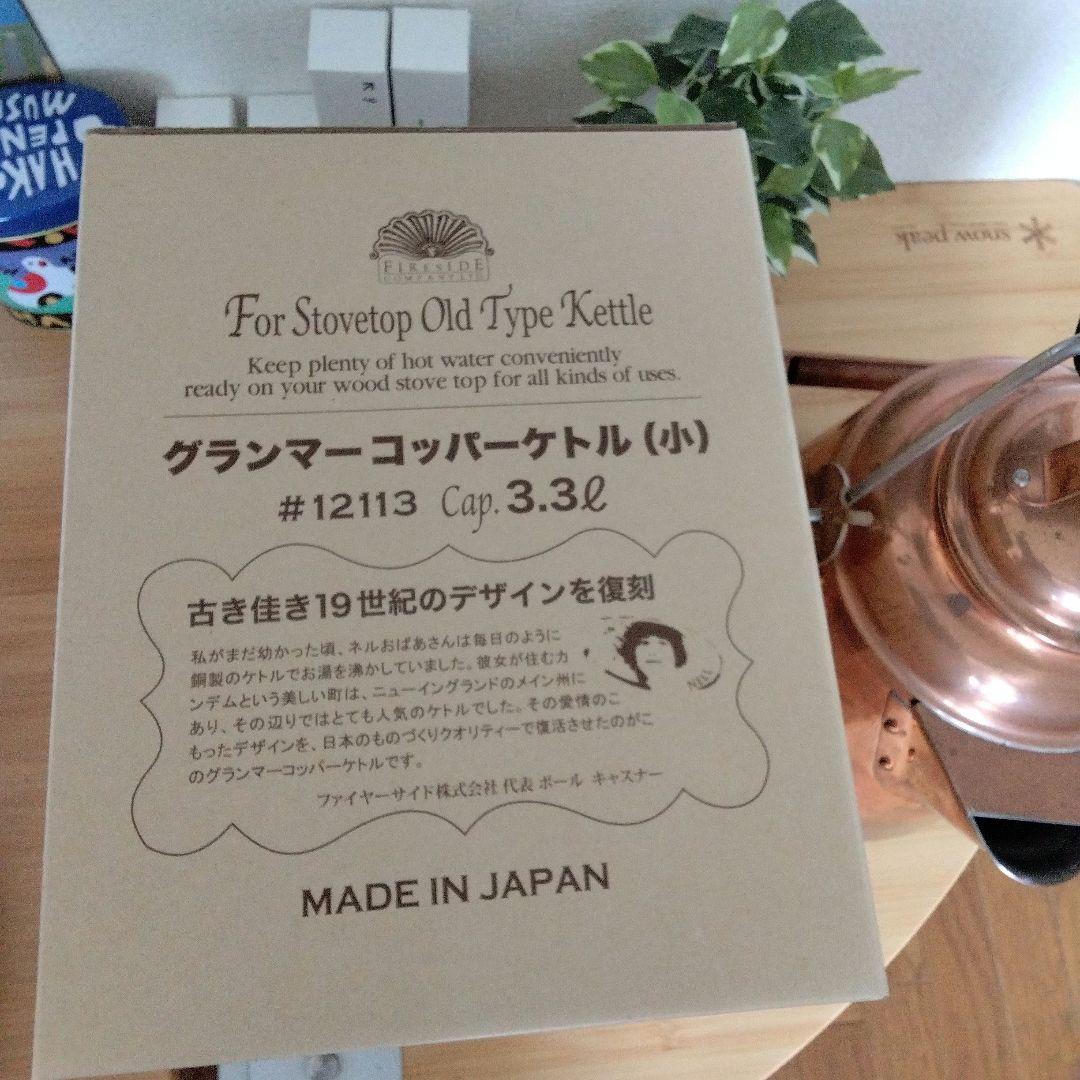 FIRESIDE
COMPANY LTD
For Stovetop Old Type Kettle
Keep plenty of hot water conveniently
ready on your wood stove top for all kinds of uses.
グランマーコッパーケトル（小）
#12113 Cap. 3.3ℓ
古き佳き19世紀のデザインを復刻
私がまだ幼かった頃、ネルおばあさんは毎日のように
銅製のケトルでお湯を沸かしていました。彼女が住むカ
ンデムという美しい町は、ニューイングランドのメイン州に
あり、その辺りではとても人気のケトルでした。その愛情のこ
もったデザインを、日本のものづくりクオリティーで復活させたのがこ
のグランマーコッパーケトルです。
NELL
ファイヤーサイド株式会社 代表 ポール キャスナー
MADE IN JAPAN
snow peak